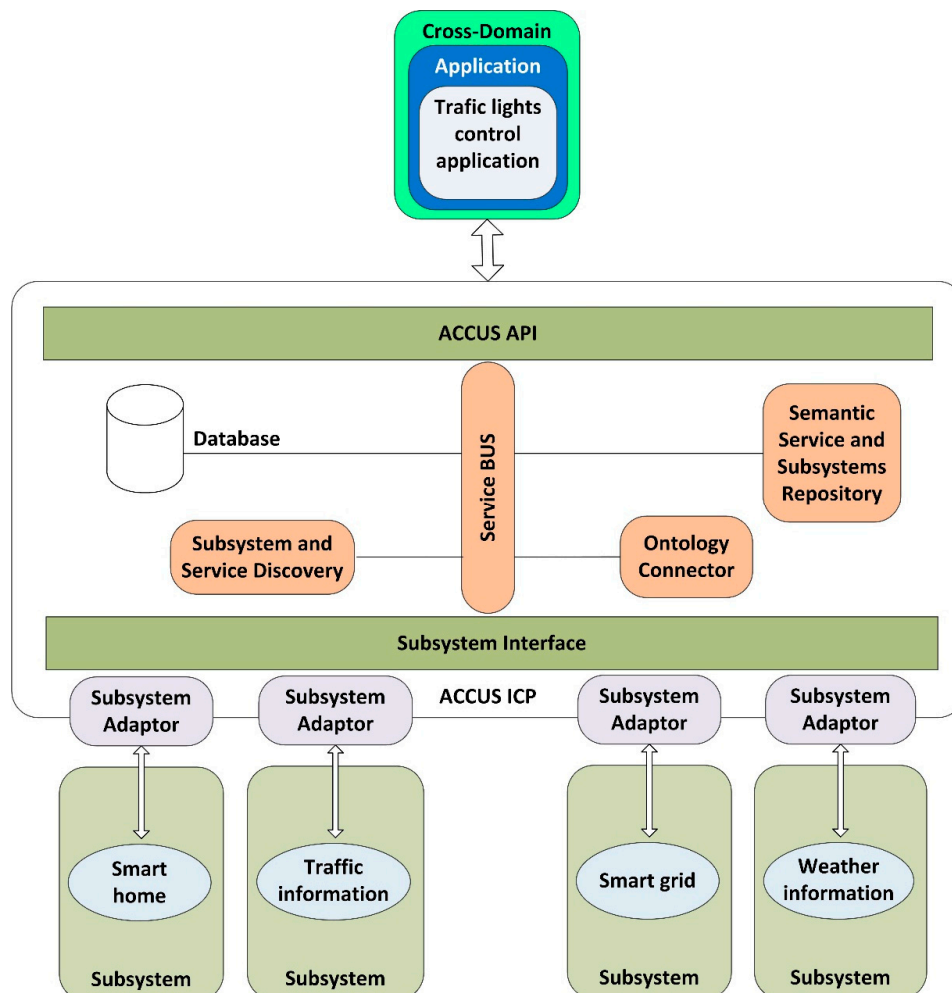 Cross-Domain
Application
Trafic lights
control
application
ACCUS API
Database
Service BUS
Semantic
Service and
Subsystems
Repository
Subsystem and
Service Discovery
Ontology
Connector
Subsystem Interface
Subsystem
Adaptor
Subsystem
Adaptor
ACCUS ICP
Subsystem
Adaptor
Subsystem
Adaptor
Smart
home
Traffic
information
Smart grid
Weather
information
Subsystem
Subsystem
Subsystem
Subsystem